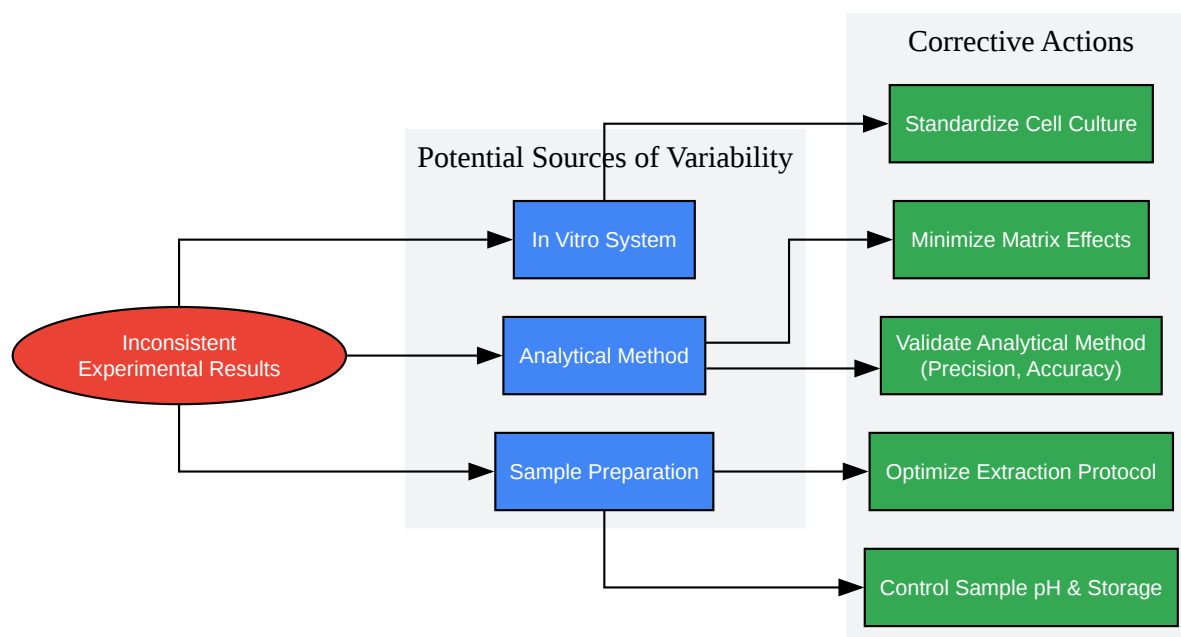 Corrective Actions
Standardize Cell Culture
Potential Sources of Variability
In Vitro System
Minimize Matrix Effects
Inconsistent
Experimental Results
Analytical Method
Validate Analytical Method
(Precision, Accuracy)
Sample Preparation
Optimize Extraction Protocol
Control Sample pH & Storage